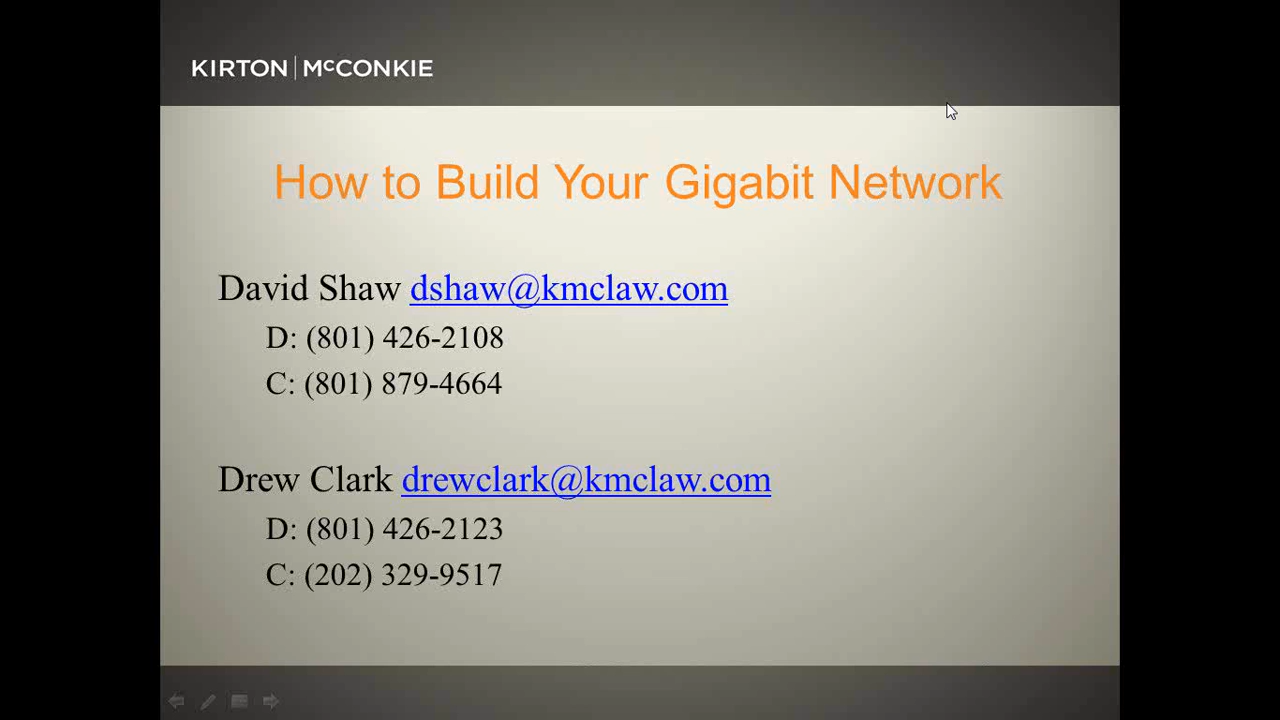 KIRTON | McCONKIE
How to Build Your Gigabit Network
David Shaw dshaw@kmclaw.com
D: (801) 426-2108
C: (801) 879-4664
Drew Clark drewclark@kmclaw.com
D: (801) 426-2123
C: (202) 329-9517